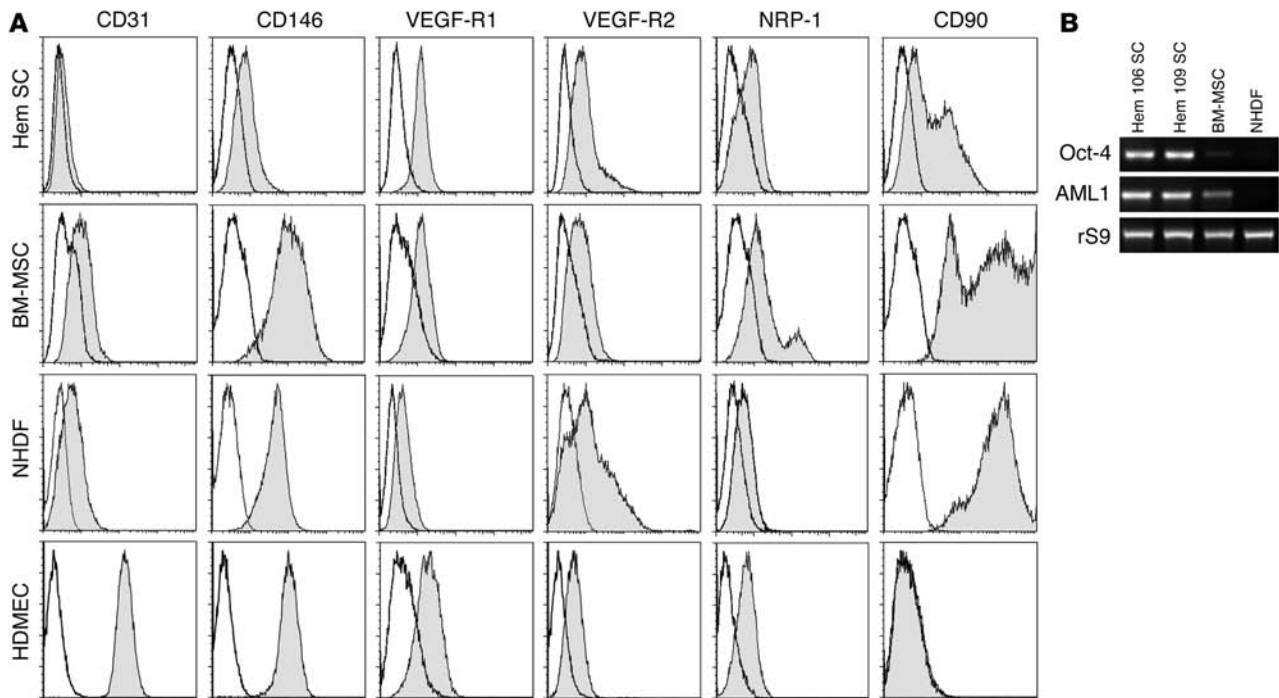 A
CD31 CD146 VEGF-R1 VEGF-R2 NRP-1 CD90
Hem SC
BM-MSC
NHDF
HDMEC
B
Hem 106 SC
Hem 109 SC
BM-MSC
NHDF
Oct-4
AML1
rS9